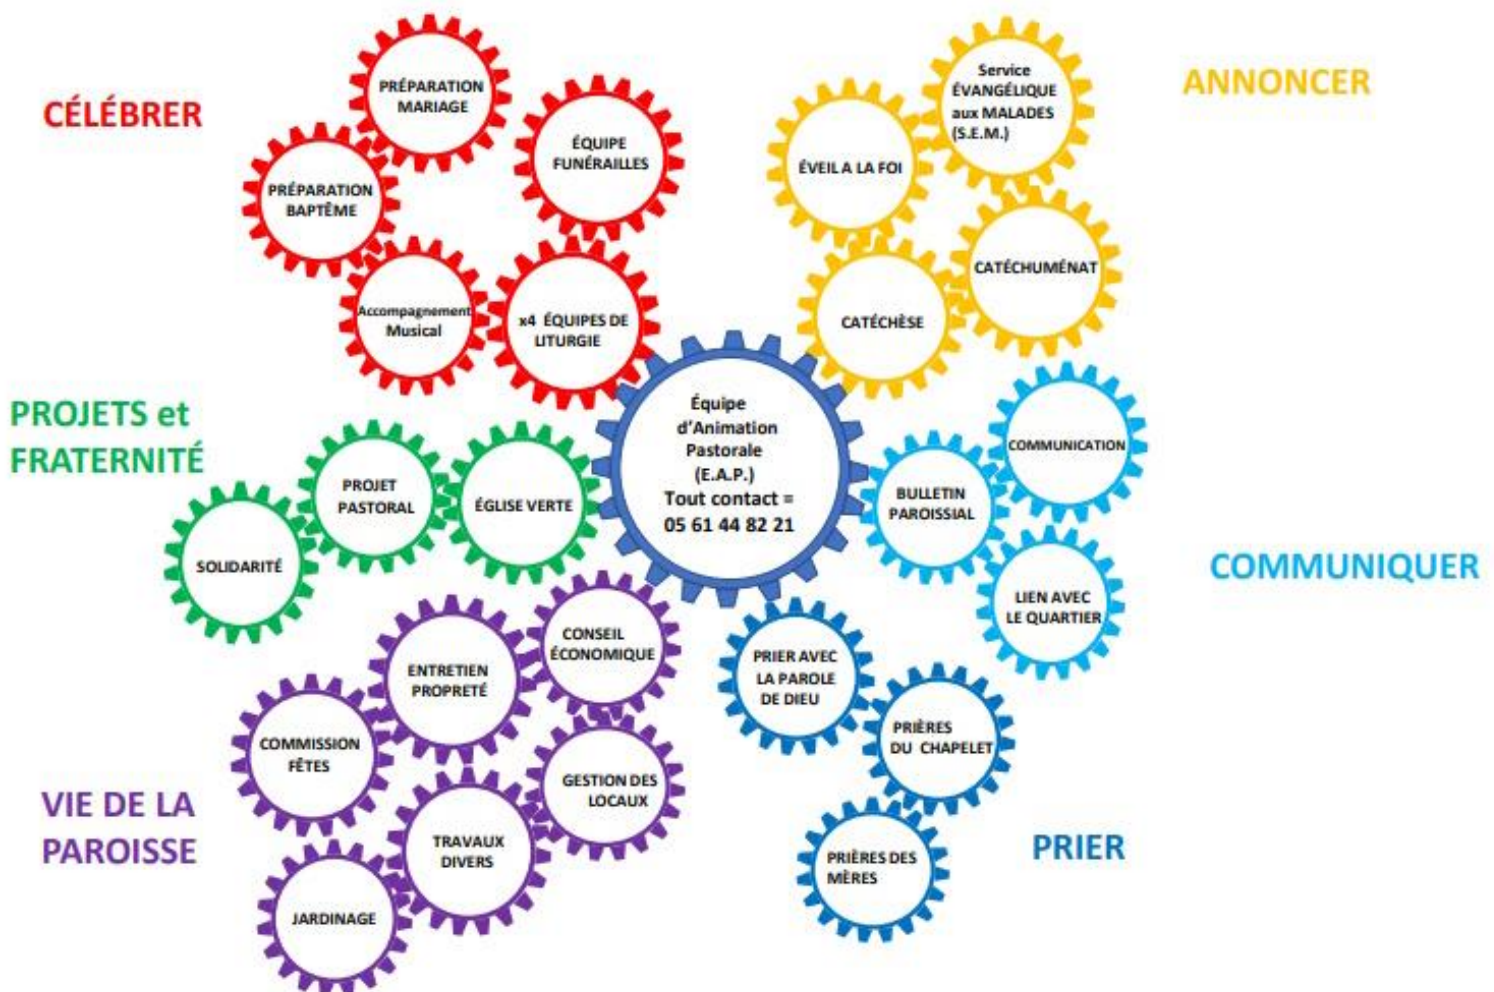 CÉLÉBRER
PRÉPARATION
MARIAGE
ÉQUIPE
FUNÉRAILLES
PRÉPARATION
BAPTÊME
Accompagnement
Musical
x4 ÉQUIPES DE
LITURGIE
ANNONCER
Service
ÉVANGÉLIQUE
aux MALADES
(S.E.M.)
ÉVEIL A LA FOI
CATÉCHUMÉNAT
CATÉCHÈSE
PROJETS et
FRATERNITÉ
PROJET
PASTORAL
ÉGLISE VERTE
SOLIDARITÉ
Équipe
d'Animation
Pastorale
(E.A.P.)
Tout contact =
05 61 44 82 21
COMMUNICATION
BULLETIN
PAROISSIAL
LIEN AVEC
LE QUARTIER
COMMUNIQUER
CONSEIL
ÉCONOMIQUE
ENTRETIEN
PROPRETÉ
COMMISSION
FÊTES
GESTION DES
LOCAUX
TRAVAUX
DIVERS
JARDINAGE
VIE DE LA
PAROISSE
PRIER AVEC
LA PAROLE
DE DIEU
PRIÈRES
DU CHAPELET
PRIÈRES DES
MÈRES
PRIER